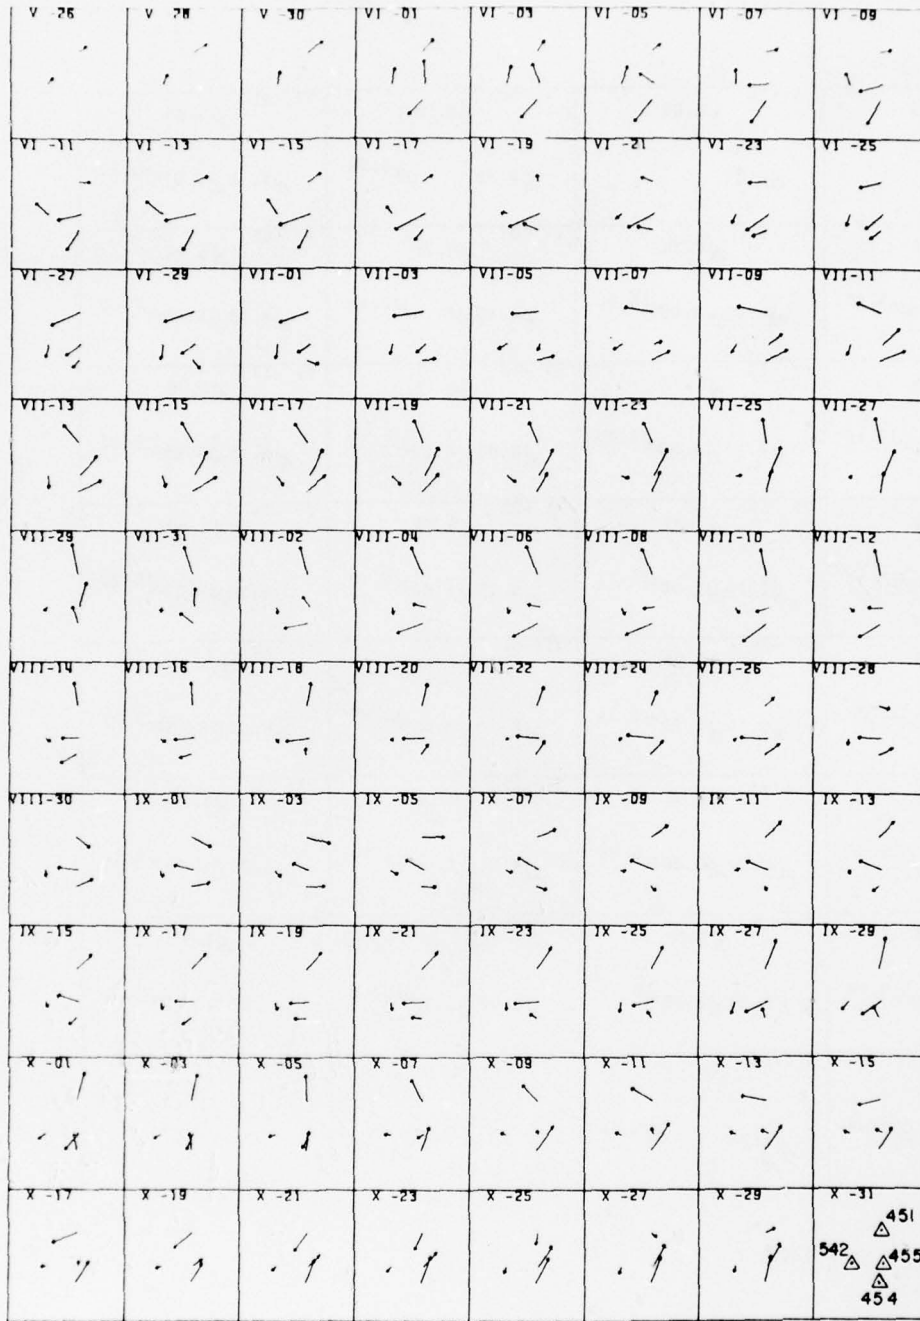 V -26 V -28 V -30 VI -01 VI -03 VI -05 VI -07 VI -09
VI -11 VI -13 VI -15 VI -17 VI -19 VI -21 VI -23 VI -25
VI -27 VI -29 VII-01 VII-03 VII-05 VII-07 VII-09 VII-11
VII-13 VII-15 VII-17 VII-19 VII-21 VII-23 VII-25 VII-27
VII-29 VII-31 VIII-02 VIII-04 VIII-06 VIII-08 VIII-10 VIII-12
VIII-14 VIII-16 VIII-18 VIII-20 VIII-22 VIII-24 VIII-26 VIII-28
VIII-30 IX -01 IX -03 IX -05 IX -07 IX -09 IX -11 IX -13
IX -15 IX -17 IX -19 IX -21 IX -23 IX -25 IX -27 IX -29
X -01 X -03 X -05 X -07 X -09 X -11 X -13 X -15
X -17 X -19 X -21 X -23 X -25 X -27 X -29 X -31
451
542 455
454